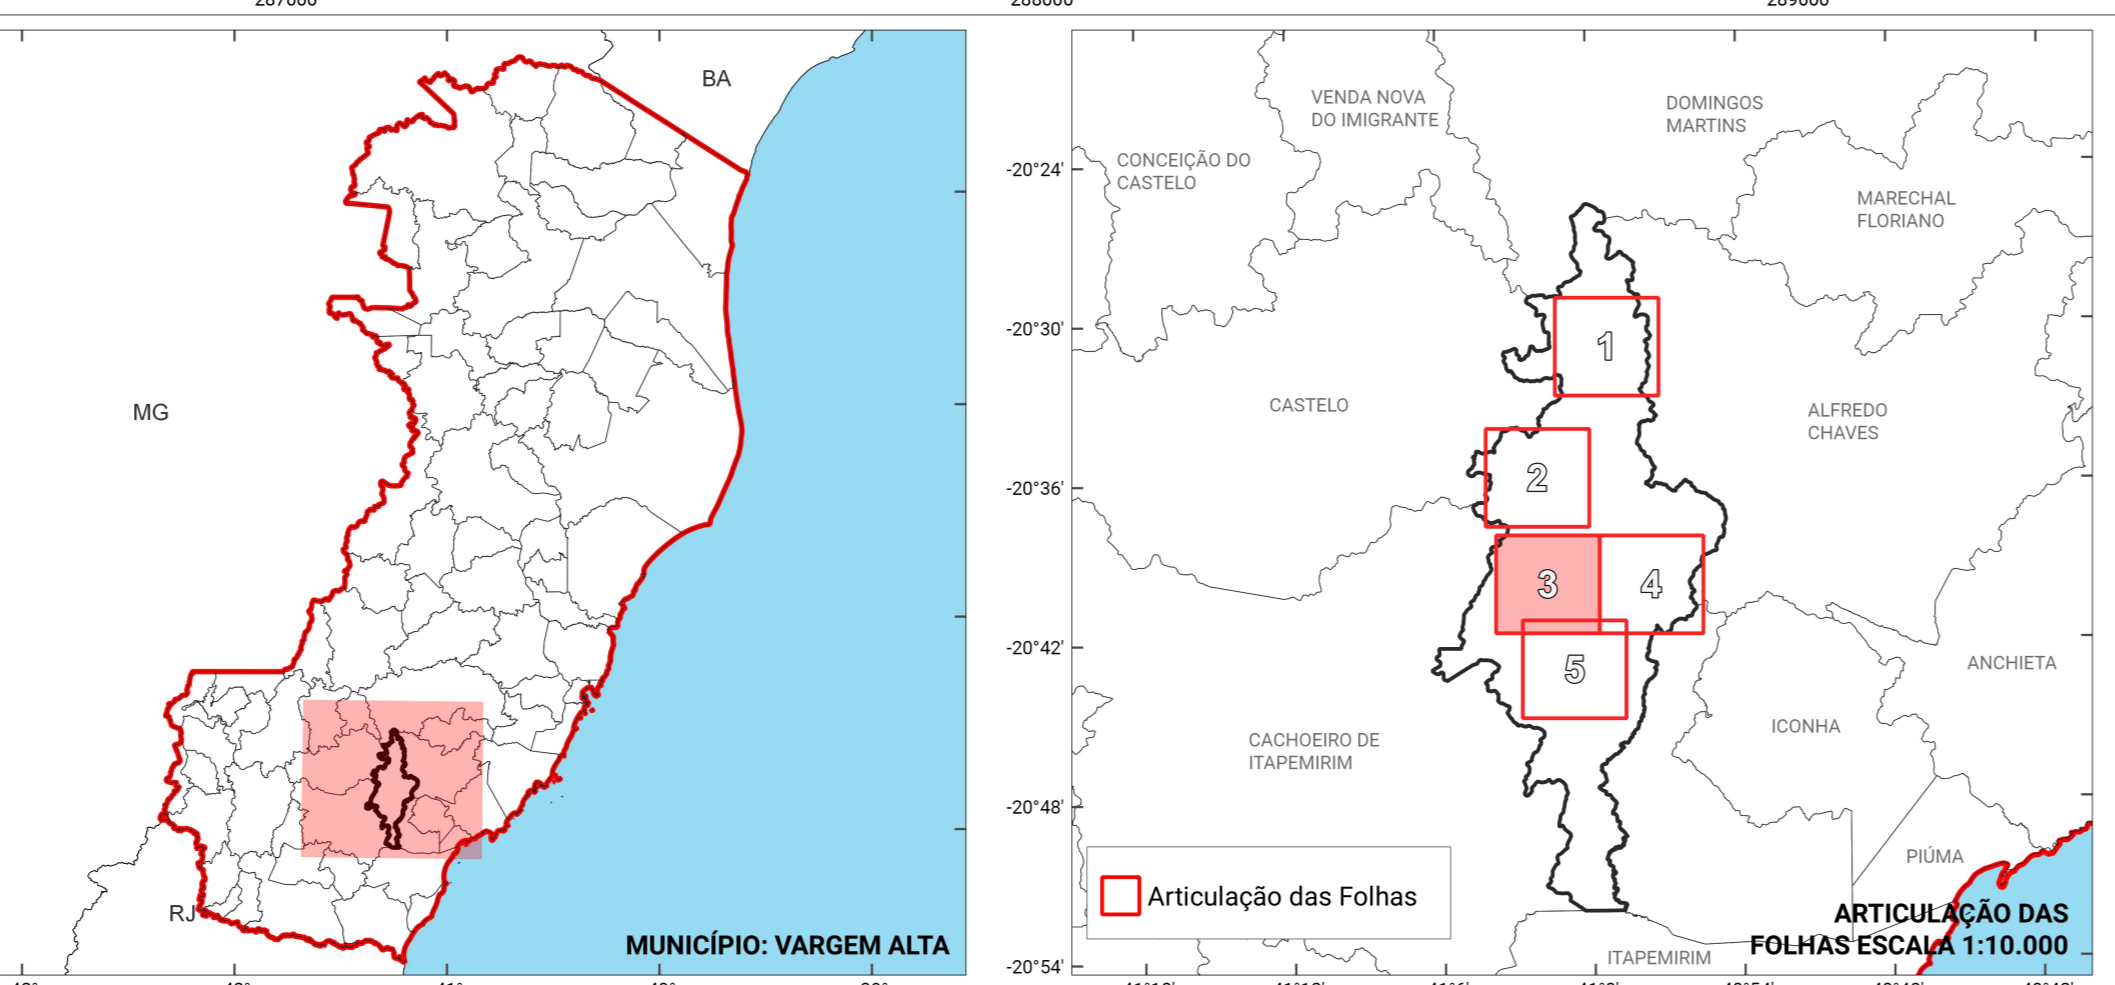 BA
MG
RJ
MUNICÍPIO: VARGEM ALTA
-20°24'
-20°30'
-20°36'
-20°42'
-20°48'
-20°54'
VENDA NOVA
DO IMIGRANTE
DOMINGOS
MARTINS
CONCEIÇÃO DO
CASTELO
MARECHAL
FLORIANO
1
CASTELO
ALFREDO
CHAVES
2
3
4
5
ANCHIETA
ICONHA
CACHOEIRO DE
ITAPEMIRIM
PIÚMA
Articulação das Folhas
ARTICULAÇÃO DAS
FOLHAS ESCALA 1:10.000
ITAPEMIRIM